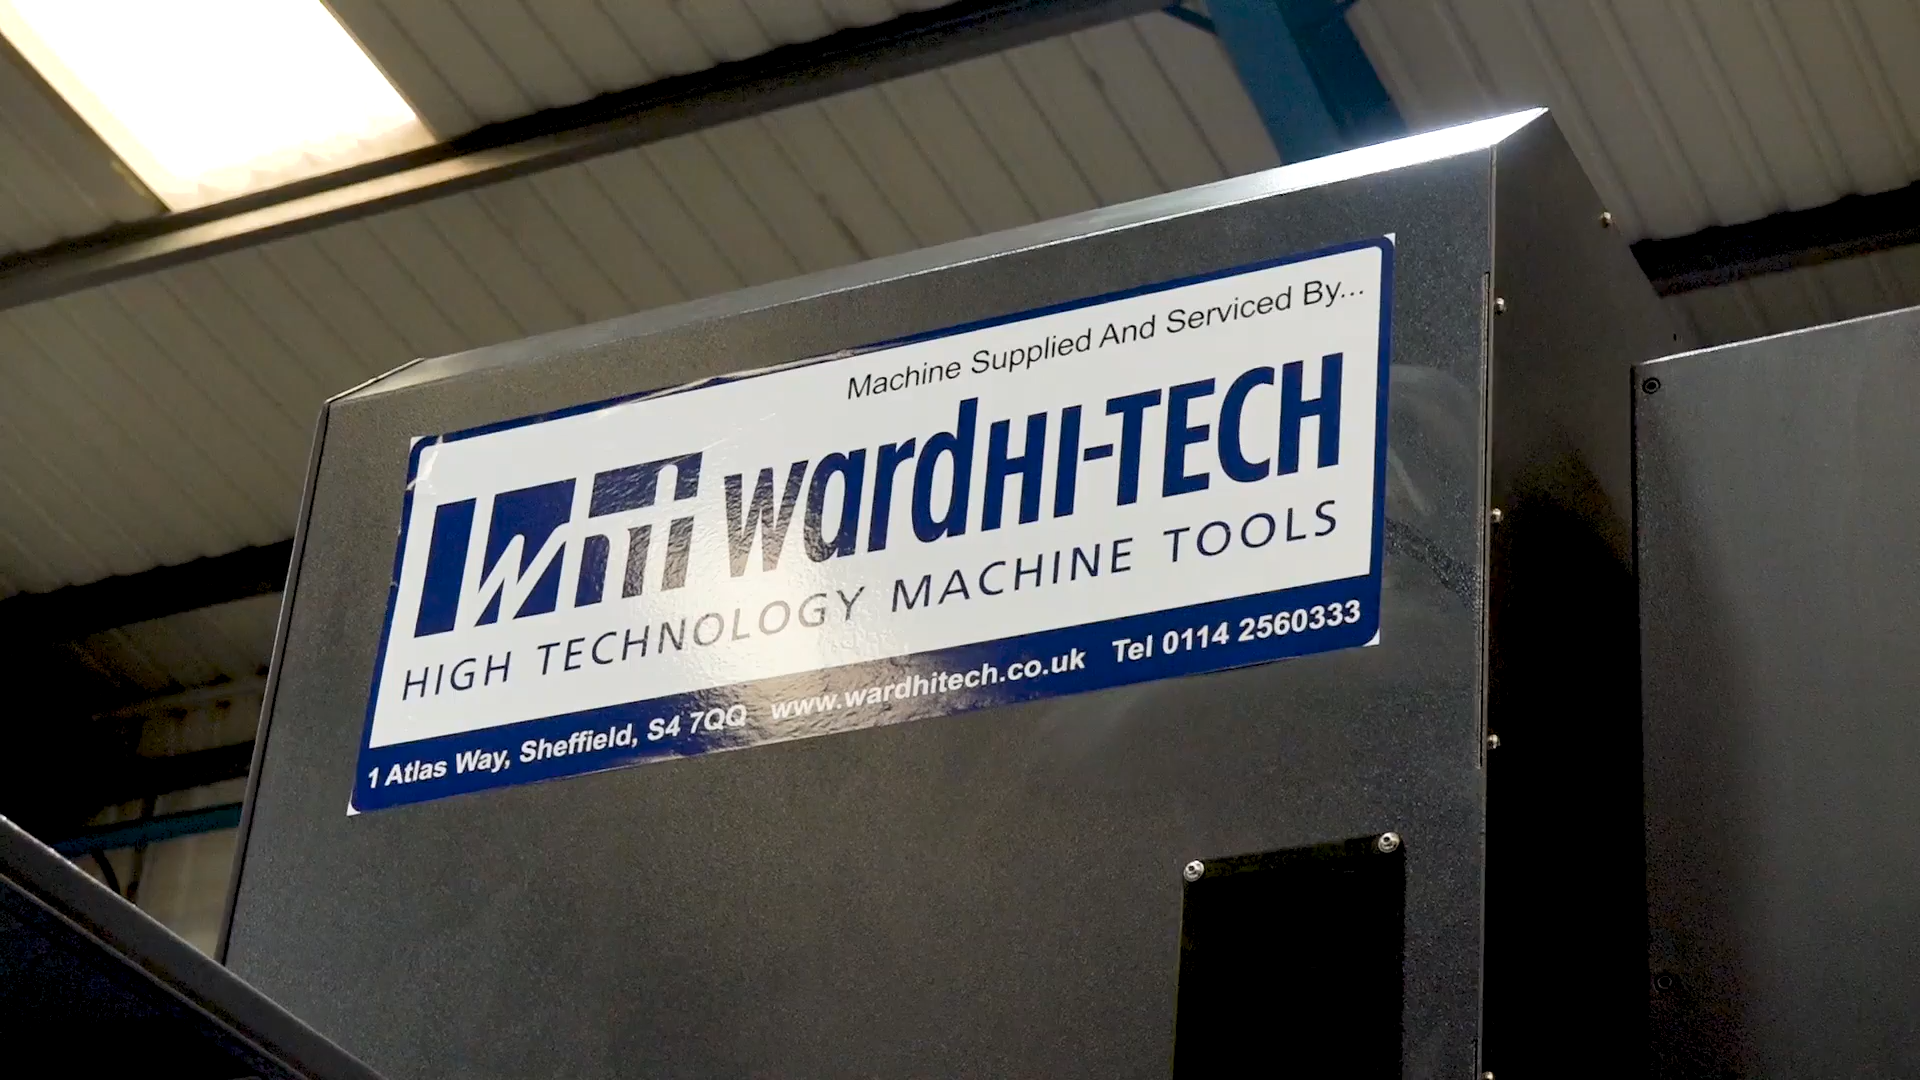 Machine Supplied And Serviced By...
WHT wardHI-TECH
HIGH TECHNOLOGY MACHINE TOOLS
1 Atlas Way, Sheffield, S4 7QQ www.wardhitech.co.uk Tel 0114 2560333